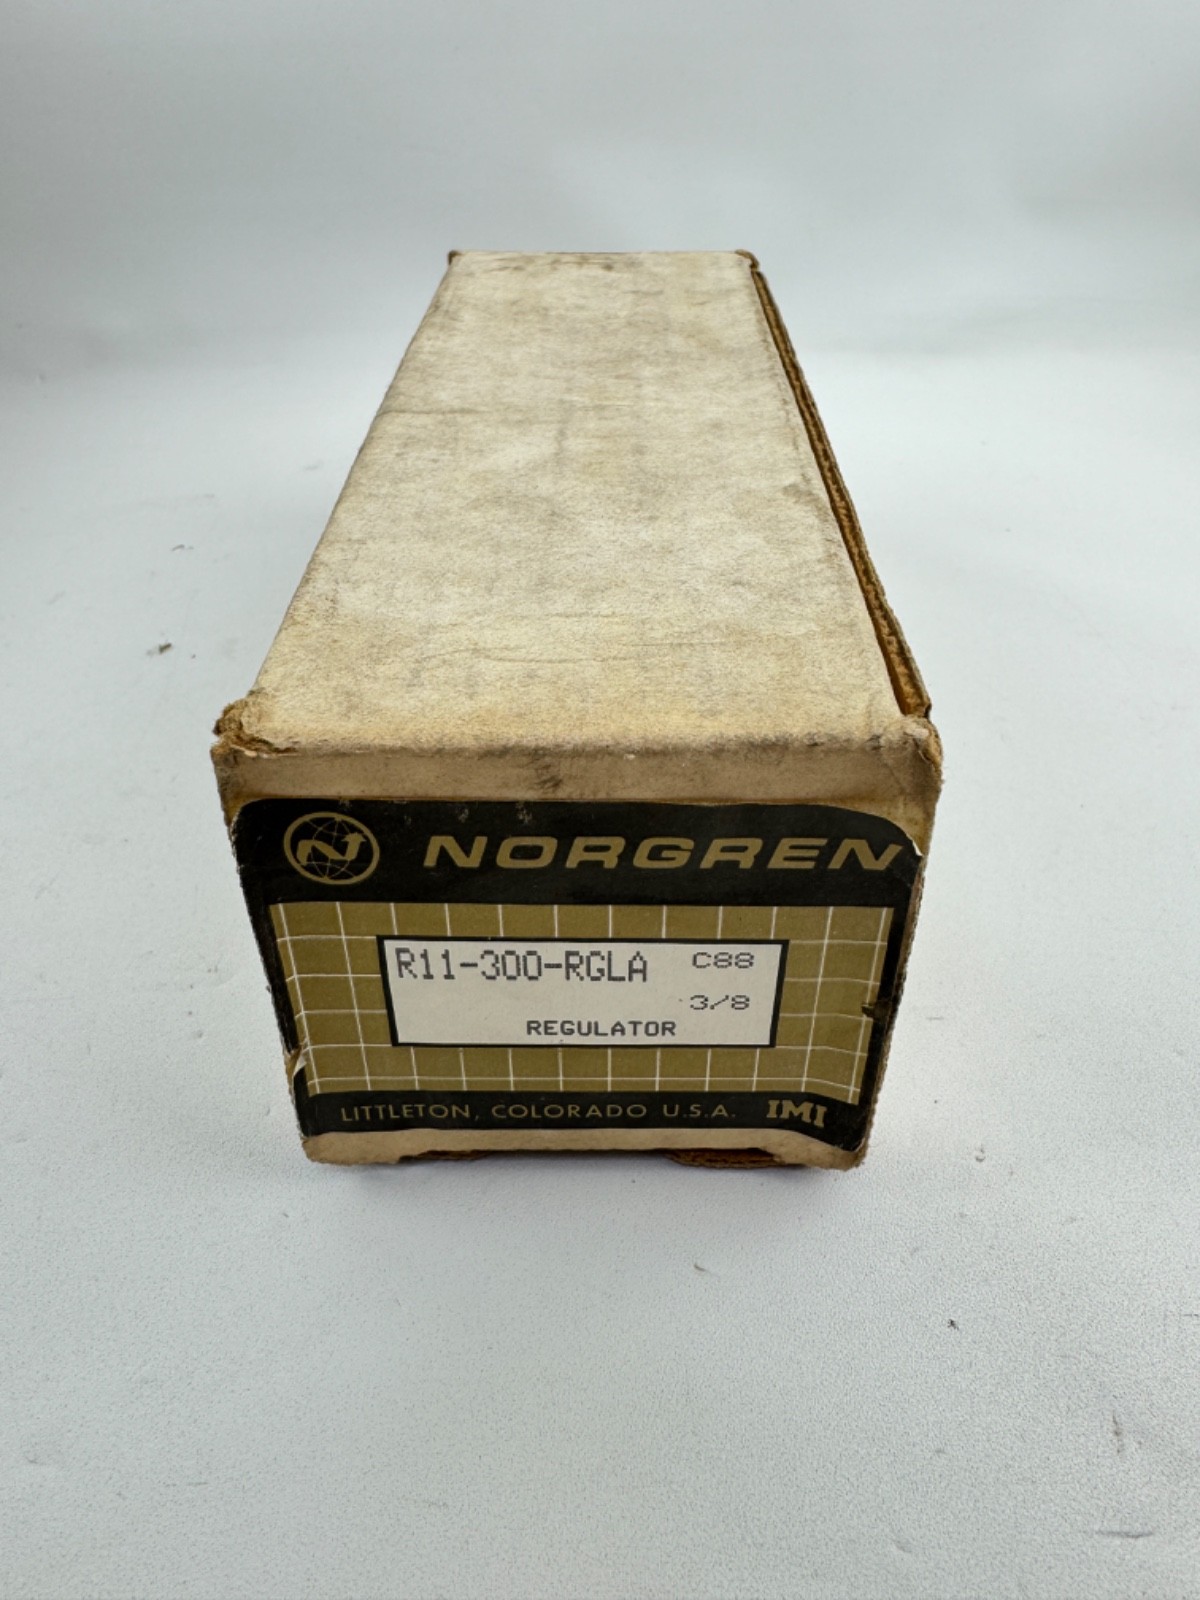 N NORGREN
R11-300-RGLA C88
3/8
REGULATOR
LITTLETON, COLORADO U.S.A. IMI